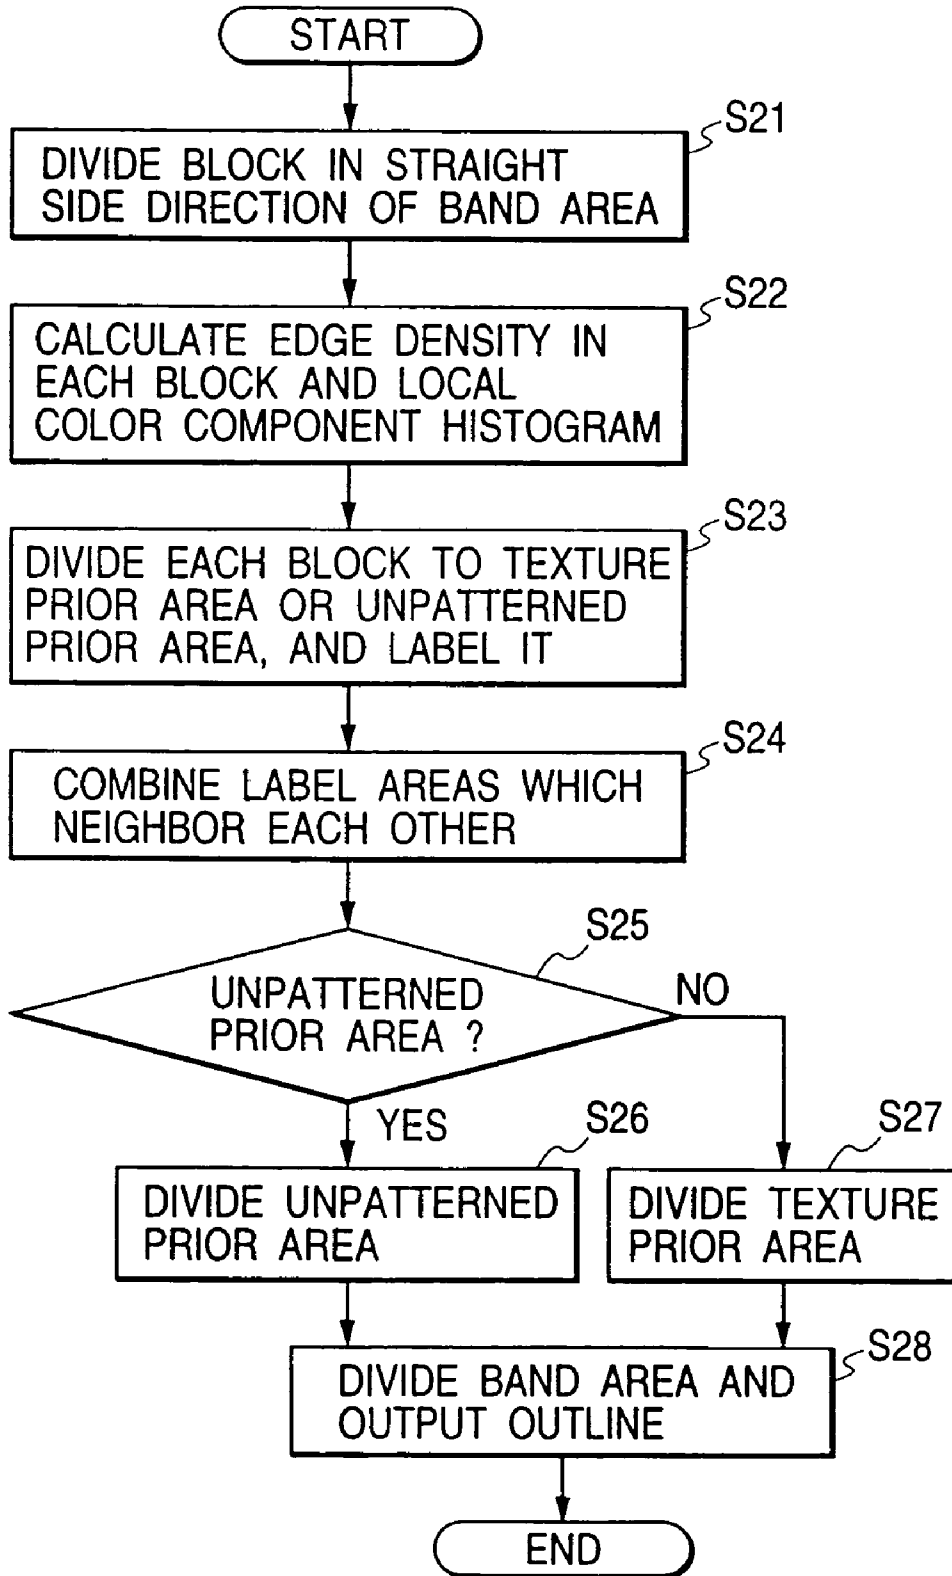 START
S21
DIVIDE BLOCK IN STRAIGHT
SIDE DIRECTION OF BAND AREA
S22
CALCULATE EDGE DENSITY IN
EACH BLOCK AND LOCAL
COLOR COMPONENT HISTOGRAM
S23
DIVIDE EACH BLOCK TO TEXTURE
PRIOR AREA OR UNPATTERNED
PRIOR AREA, AND LABEL IT
S24
COMBINE LABEL AREAS WHICH
NEIGHBOR EACH OTHER
S25
UNPATTERNED
PRIOR AREA ?
NO
YES
S26
DIVIDE UNPATTERNED
PRIOR AREA
S27
DIVIDE TEXTURE
PRIOR AREA
S28
DIVIDE BAND AREA AND
OUTPUT OUTLINE
END